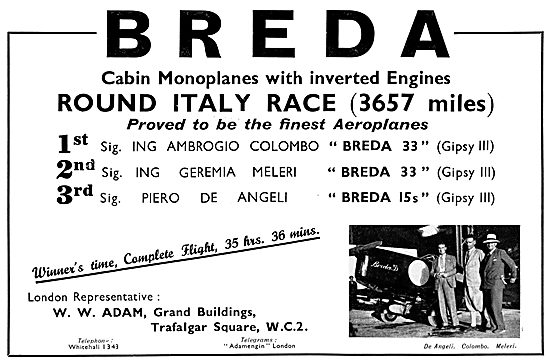 BREDA
Cabin Monoplanes with inverted Engines
ROUND ITALY RACE (3657 miles)
Proved to be the finest Aeroplanes
1st Sig. ING AMBROGIO COLOMBO "BREDA 33" (Gipsy III)
2nd Sig. ING GEREMIA MELERI "BREDA 33" (Gipsy III)
3rd Sig. PIERO DE ANGELI "BREDA 15s" (Gipsy III)
Winner's time, Complete Flight, 35 hrs. 36 mins.
London Representative :
W. W. ADAM, Grand Buildings,
Trafalgar Square, W.C.2.
Telephone : Telegrams :
Whitehall 1343 "Adamengin" London
De Angeli. Colombo. Meleri.